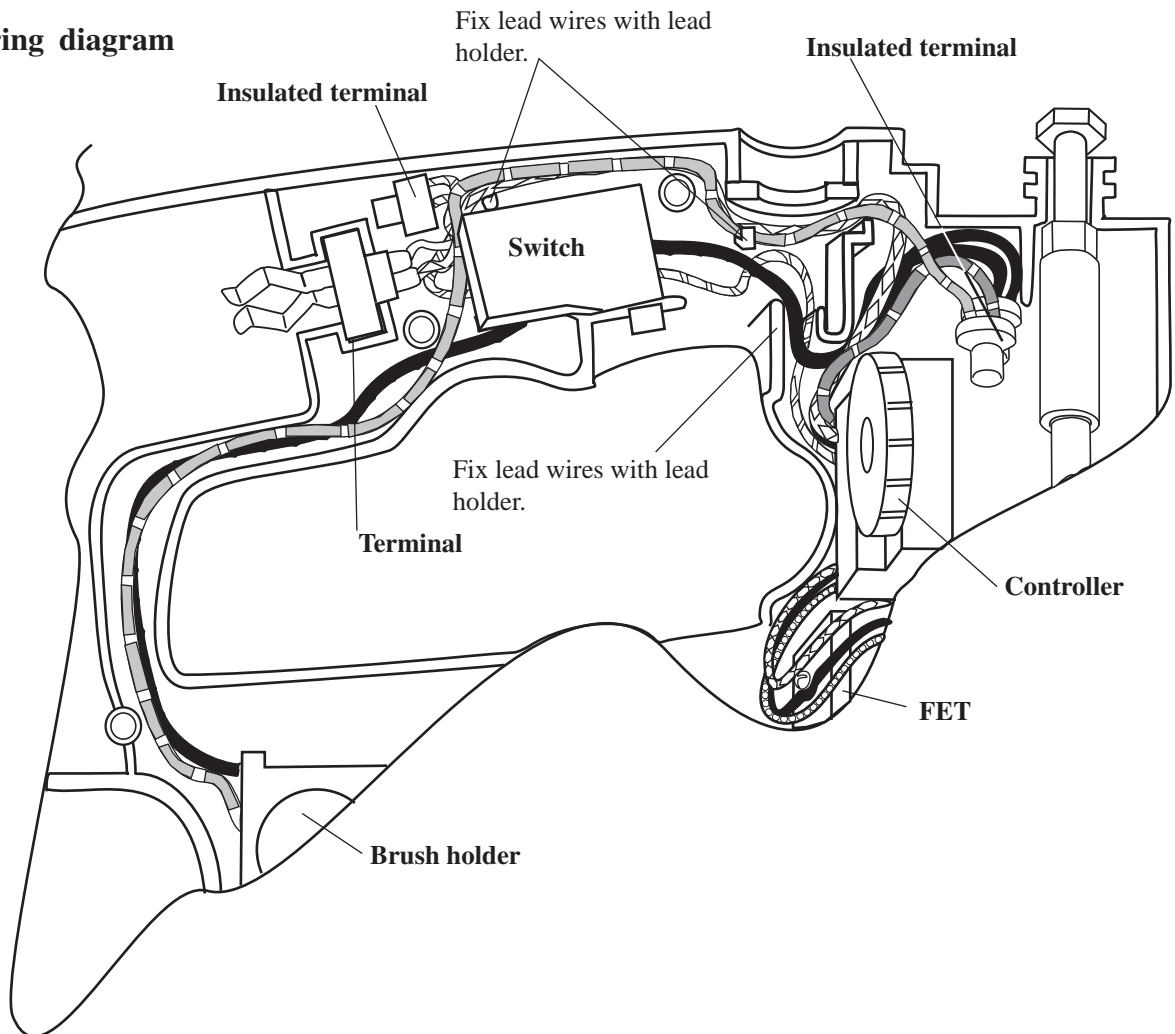 ring diagram
Fix lead wires with lead
holder.
Insulated terminal
Insulated terminal
Switch
Fix lead wires with lead
holder.
Terminal
Controller
FET
Brush holder